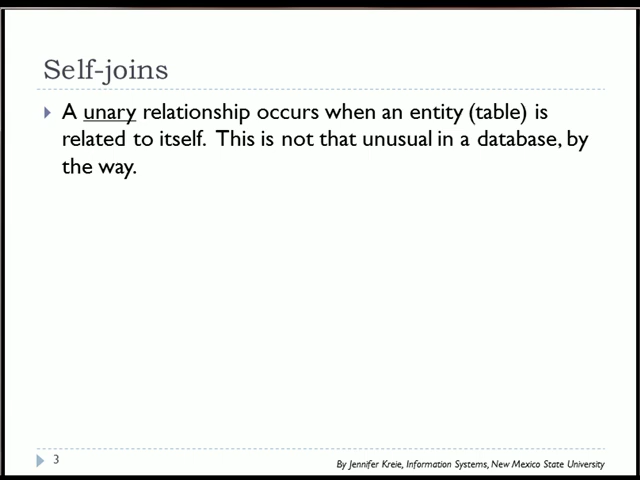 Self-joins
A unary relationship occurs when an entity (table) is
related to itself.  This is not that unusual in a database, by
the way.
3
By Jennifer Kreie, Information Systems, New Mexico State University